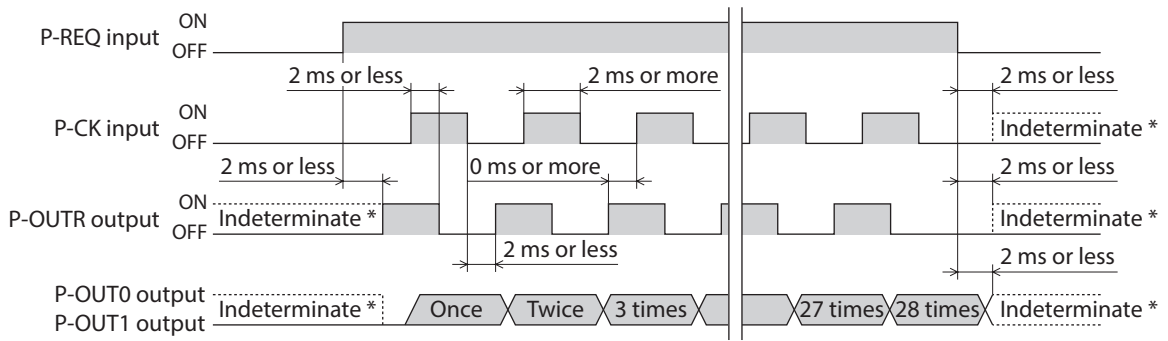 P-REQ input
ON
OFF
2 ms or less
2 ms or more
2 ms or less
P-CK input
ON
OFF
Indeterminate *
2 ms or less
0 ms or more
2 ms or less
P-OUTR output
ON
OFF
Indeterminate *
Indeterminate *
2 ms or less
2 ms or less
P-OUT0 output
P-OUT1 output
Indeterminate *
Once
Twice
3 times
27 times
28 times
Indeterminate *